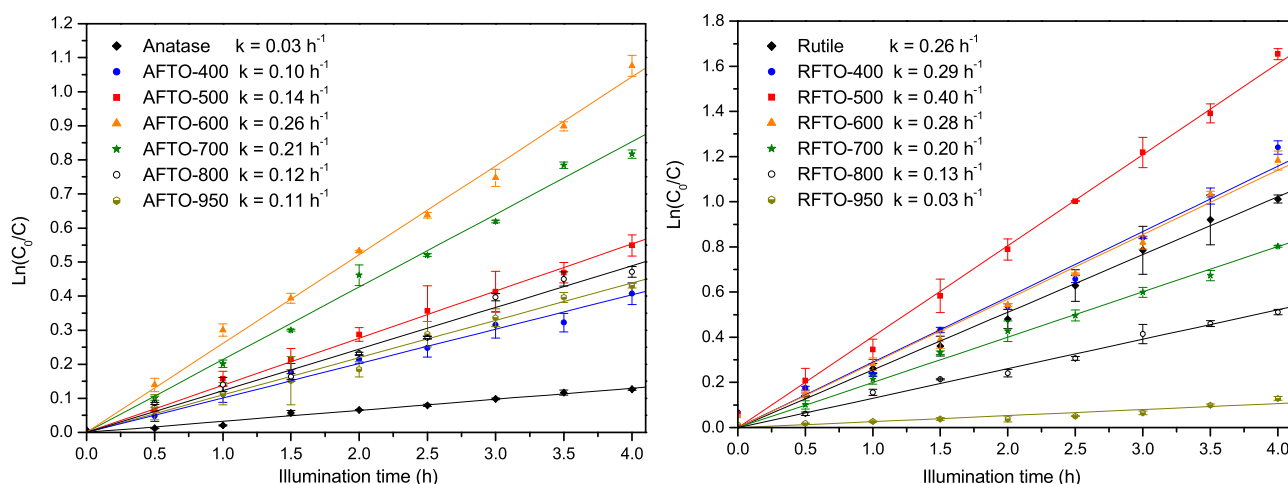 1.2
1.1
1.0
0.9
0.8
0.7
0.6
0.5
0.4
0.3
0.2
0.1
0.0
Ln(C0/C)
Anatase k = 0.03 h-1
AFTO-400 k = 0.10 h-1
AFTO-500 k = 0.14 h-1
AFTO-600 k = 0.26 h-1
AFTO-700 k = 0.21 h-1
AFTO-800 k = 0.12 h-1
AFTO-950 k = 0.11 h-1
0.0 0.5 1.0 1.5 2.0 2.5 3.0 3.5 4.0
Illumination time (h)
1.8
1.6
1.4
1.2
1.0
0.8
0.6
0.4
0.2
0.0
Ln(C0/C)
Rutile k = 0.26 h-1
RFTO-400 k = 0.29 h-1
RFTO-500 k = 0.40 h-1
RFTO-600 k = 0.28 h-1
RFTO-700 k = 0.20 h-1
RFTO-800 k = 0.13 h-1
RFTO-950 k = 0.03 h-1
0.0 0.5 1.0 1.5 2.0 2.5 3.0 3.5 4.0
Illumination time (h)